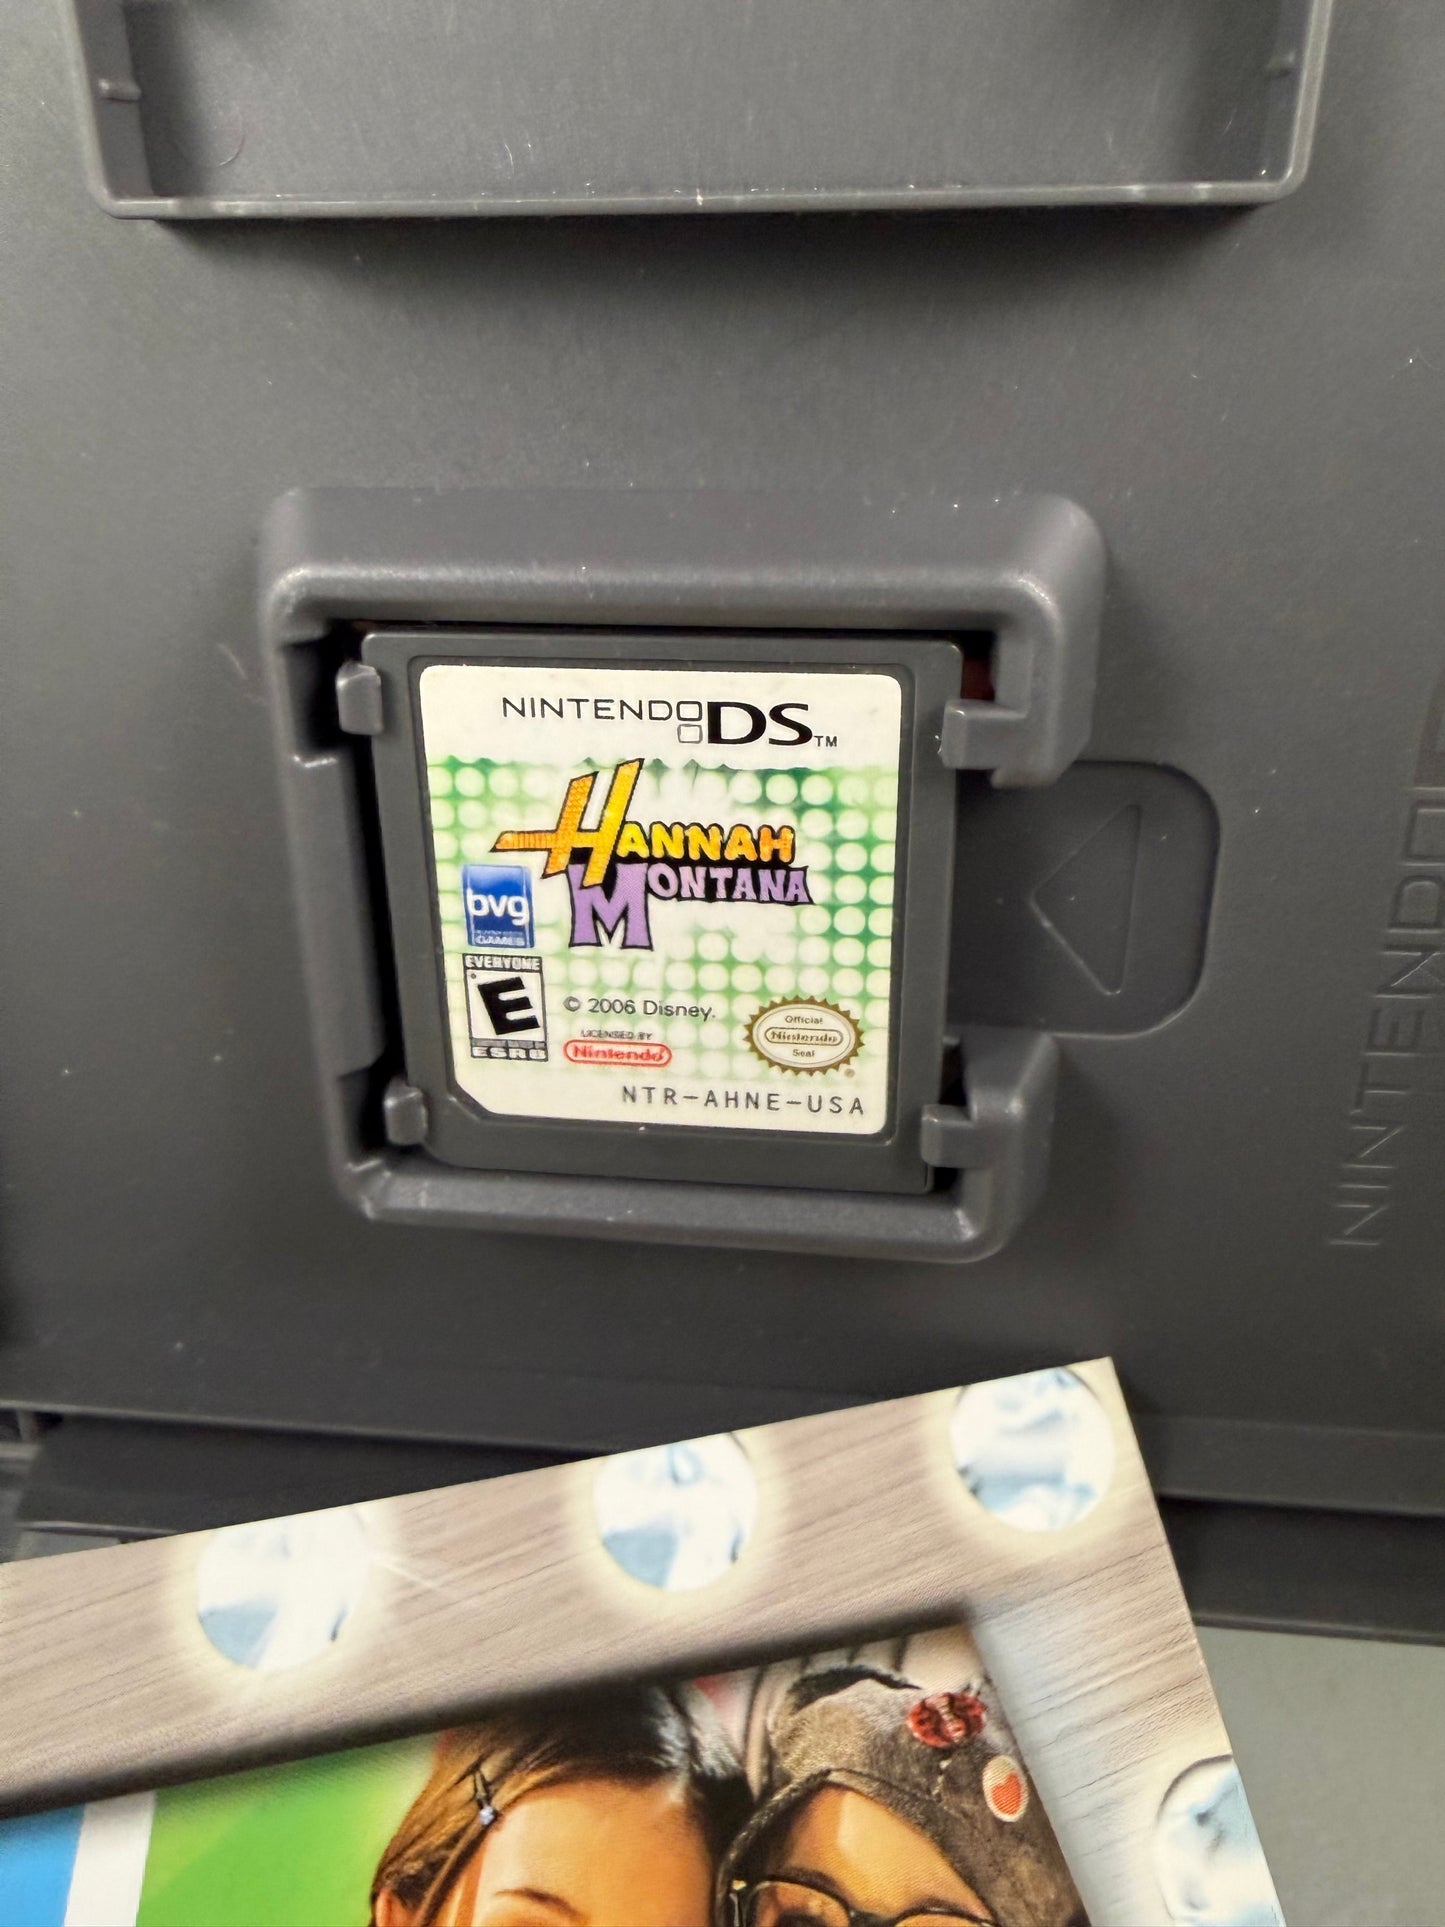 NINTENDO DS™
HANNAH
MONTANA
bvg
GAMES
EVERYONE
E
ESRB
© 2006 Disney.
LICENSED BY
Nintendo
Official
Nintendo
Seal
NTR-AHNE-USA
NINTENDO